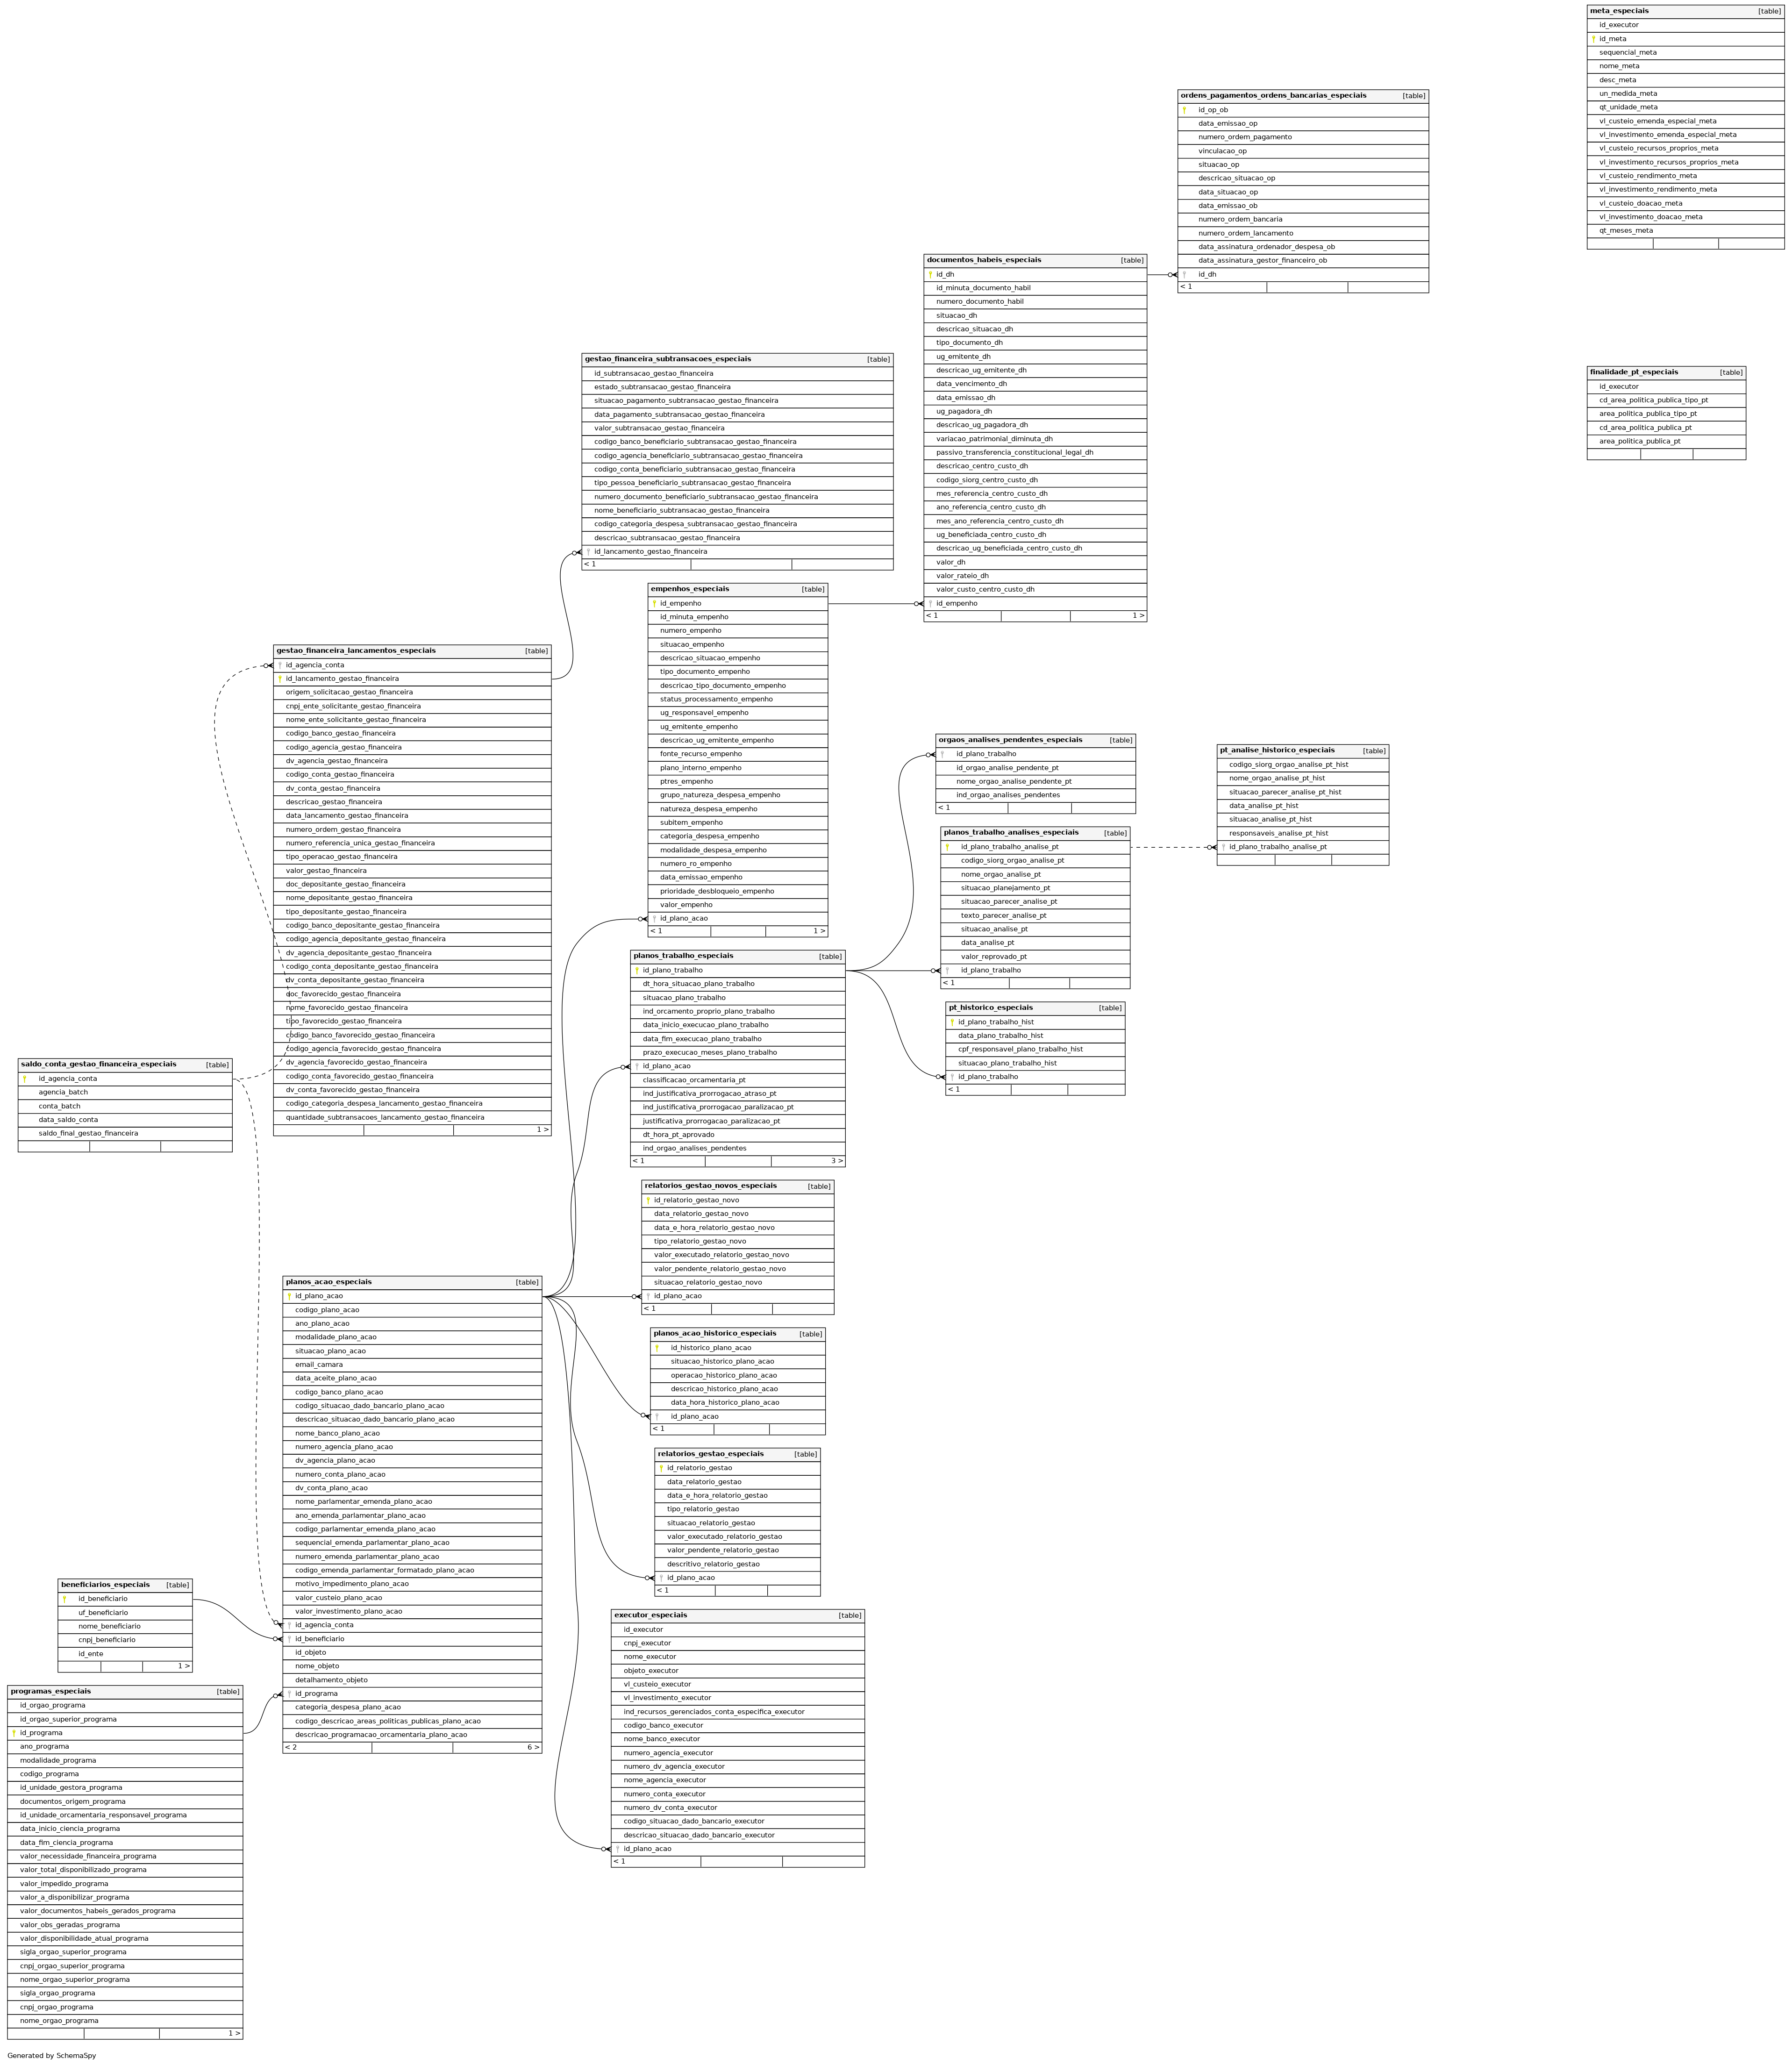 meta_especiais [table]
id_executor
id_meta
sequencial_meta
nome_meta
desc_meta
un_medida_meta
qt_unidade_meta
vl_custeio_emenda_especial_meta
vl_investimento_emenda_especial_meta
vl_custeio_recursos_proprios_meta
vl_investimento_recursos_proprios_meta
vl_custeio_rendimento_meta
vl_investimento_rendimento_meta
vl_custeio_doacao_meta
vl_investimento_doacao_meta
qt_meses_meta
ordens_pagamentos_ordens_bancarias_especiais [table]
id_op_ob
data_emissao_op
numero_ordem_pagamento
vinculacao_op
situacao_op
descricao_situacao_op
data_situacao_op
data_emissao_ob
numero_ordem_bancaria
numero_ordem_lancamento
data_assinatura_ordenador_despesa_ob
data_assinatura_gestor_financeiro_ob
id_dh
< 1
documentos_habeis_especiais [table]
id_dh
id_minuta_documento_habil
numero_documento_habil
situacao_dh
descricao_situacao_dh
tipo_documento_dh
ug_emitente_dh
descricao_ug_emitente_dh
data_vencimento_dh
data_emissao_dh
ug_pagadora_dh
descricao_ug_pagadora_dh
variacao_patrimonial_diminuta_dh
passivo_transferencia_constitucional_legal_dh
descricao_centro_custo_dh
codigo_siorg_centro_custo_dh
mes_referencia_centro_custo_dh
ano_referencia_centro_custo_dh
mes_ano_referencia_centro_custo_dh
ug_beneficiada_centro_custo_dh
descricao_ug_beneficiada_centro_custo_dh
valor_dh
valor_rateio_dh
valor_custo_centro_custo_dh
id_empenho
< 1 1 >
finalidade_pt_especiais [table]
id_executor
cd_area_politica_publica_tipo_pt
area_politica_publica_tipo_pt
cd_area_politica_publica_pt
area_politica_publica_pt
gestao_financeira_subtransacoes_especiais [table]
id_subtransacao_gestao_financeira
estado_subtransacao_gestao_financeira
situacao_pagamento_subtransacao_gestao_financeira
data_pagamento_subtransacao_gestao_financeira
valor_subtransacao_gestao_financeira
codigo_banco_beneficiario_subtransacao_gestao_financeira
codigo_agencia_beneficiario_subtransacao_gestao_financeira
codigo_conta_beneficiario_subtransacao_gestao_financeira
tipo_pessoa_beneficiario_subtransacao_gestao_financeira
numero_documento_beneficiario_subtransacao_gestao_financeira
nome_beneficiario_subtransacao_gestao_financeira
codigo_categoria_despesa_subtransacao_gestao_financeira
descricao_subtransacao_gestao_financeira
id_lancamento_gestao_financeira
< 1
empenhos_especiais [table]
id_empenho
id_minuta_empenho
numero_empenho
situacao_empenho
descricao_situacao_empenho
tipo_documento_empenho
descricao_tipo_documento_empenho
status_processamento_empenho
ug_responsavel_empenho
ug_emitente_empenho
descricao_ug_emitente_empenho
fonte_recurso_empenho
plano_interno_empenho
ptres_empenho
grupo_natureza_despesa_empenho
natureza_despesa_empenho
subitem_empenho
categoria_despesa_empenho
modalidade_despesa_empenho
numero_ro_empenho
data_emissao_empenho
prioridade_desbloqueio_empenho
valor_empenho
id_plano_acao
< 1 1 >
gestao_financeira_lancamentos_especiais [table]
id_agencia_conta
id_lancamento_gestao_financeira
origem_solicitacao_gestao_financeira
cnpj_ente_solicitante_gestao_financeira
nome_ente_solicitante_gestao_financeira
codigo_banco_gestao_financeira
codigo_agencia_gestao_financeira
dv_agencia_gestao_financeira
codigo_conta_gestao_financeira
dv_conta_gestao_financeira
descricao_gestao_financeira
data_lancamento_gestao_financeira
numero_ordem_gestao_financeira
numero_referencia_unica_gestao_financeira
tipo_operacao_gestao_financeira
valor_gestao_financeira
doc_depositante_gestao_financeira
nome_depositante_gestao_financeira
tipo_depositante_gestao_financeira
codigo_banco_depositante_gestao_financeira
codigo_agencia_depositante_gestao_financeira
dv_agencia_depositante_gestao_financeira
codigo_conta_depositante_gestao_financeira
dv_conta_depositante_gestao_financeira
doc_favorecido_gestao_financeira
nome_favorecido_gestao_financeira
tipo_favorecido_gestao_financeira
codigo_banco_favorecido_gestao_financeira
codigo_agencia_favorecido_gestao_financeira
dv_agencia_favorecido_gestao_financeira
codigo_conta_favorecido_gestao_financeira
dv_conta_favorecido_gestao_financeira
codigo_categoria_despesa_lancamento_gestao_financeira
quantidade_subtransacoes_lancamento_gestao_financeira
1 >
orgaos_analises_pendentes_especiais [table]
id_plano_trabalho
id_orgao_analise_pendente_pt
nome_orgao_analise_pendente_pt
ind_orgao_analises_pendentes
< 1
pt_analise_historico_especiais [table]
codigo_siorg_orgao_analise_pt_hist
nome_orgao_analise_pt_hist
situacao_parecer_analise_pt_hist
data_analise_pt_hist
situacao_analise_pt_hist
responsaveis_analise_pt_hist
id_plano_trabalho_analise_pt
planos_trabalho_analises_especiais [table]
id_plano_trabalho_analise_pt
codigo_siorg_orgao_analise_pt
nome_orgao_analise_pt
situacao_planejamento_pt
situacao_parecer_analise_pt
texto_parecer_analise_pt
situacao_analise_pt
data_analise_pt
valor_reprovado_pt
id_plano_trabalho
< 1
planos_trabalho_especiais [table]
id_plano_trabalho
dt_hora_situacao_plano_trabalho
situacao_plano_trabalho
ind_orcamento_proprio_plano_trabalho
data_inicio_execucao_plano_trabalho
data_fim_execucao_plano_trabalho
prazo_execucao_meses_plano_trabalho
id_plano_acao
classificacao_orcamentaria_pt
ind_justificativa_prorrogacao_atraso_pt
ind_justificativa_prorrogacao_paralizacao_pt
justificativa_prorrogacao_paralizacao_pt
dt_hora_pt_aprovado
ind_orgao_analises_pendentes
< 1 3 >
pt_historico_especiais [table]
id_plano_trabalho_hist
data_plano_trabalho_hist
cpf_responsavel_plano_trabalho_hist
situacao_plano_trabalho_hist
id_plano_trabalho
< 1
saldo_conta_gestao_financeira_especiais [table]
id_agencia_conta
agencia_batch
conta_batch
data_saldo_conta
saldo_final_gestao_financeira
relatorios_gestao_novos_especiais [table]
id_relatorio_gestao_novo
data_relatorio_gestao_novo
data_e_hora_relatorio_gestao_novo
tipo_relatorio_gestao_novo
valor_executado_relatorio_gestao_novo
valor_pendente_relatorio_gestao_novo
situacao_relatorio_gestao_novo
id_plano_acao
< 1
planos_acao_especiais [table]
id_plano_acao
codigo_plano_acao
ano_plano_acao
modalidade_plano_acao
situacao_plano_acao
email_camara
data_aceite_plano_acao
codigo_banco_plano_acao
codigo_situacao_dado_bancario_plano_acao
descricao_situacao_dado_bancario_plano_acao
nome_banco_plano_acao
numero_agencia_plano_acao
dv_agencia_plano_acao
numero_conta_plano_acao
dv_conta_plano_acao
nome_parlamentar_emenda_plano_acao
ano_emenda_parlamentar_plano_acao
codigo_parlamentar_emenda_plano_acao
sequencial_emenda_parlamentar_plano_acao
numero_emenda_parlamentar_plano_acao
codigo_emenda_parlamentar_formatado_plano_acao
motivo_impedimento_plano_acao
valor_custeio_plano_acao
valor_investimento_plano_acao
id_agencia_conta
id_beneficiario
id_objeto
nome_objeto
detalhamento_objeto
id_programa
categoria_despesa_plano_acao
codigo_descricao_areas_politicas_publicas_plano_acao
descricao_programacao_orcamentaria_plano_acao
< 2 6 >
planos_acao_historico_especiais [table]
id_historico_plano_acao
situacao_historico_plano_acao
operacao_historico_plano_acao
descricao_historico_plano_acao
data_hora_historico_plano_acao
id_plano_acao
< 1
relatorios_gestao_especiais [table]
id_relatorio_gestao
data_relatorio_gestao
data_e_hora_relatorio_gestao
tipo_relatorio_gestao
situacao_relatorio_gestao
valor_executado_relatorio_gestao
valor_pendente_relatorio_gestao
descritivo_relatorio_gestao
id_plano_acao
< 1
beneficiarios_especiais [table]
id_beneficiario
uf_beneficiario
nome_beneficiario
cnpj_beneficiario
id_ente
1 >
executor_especiais [table]
id_executor
cnpj_executor
nome_executor
objeto_executor
vl_custeio_executor
vl_investimento_executor
ind_recursos_gerenciados_conta_especifica_executor
codigo_banco_executor
nome_banco_executor
numero_agencia_executor
numero_dv_agencia_executor
nome_agencia_executor
numero_conta_executor
numero_dv_conta_executor
codigo_situacao_dado_bancario_executor
descricao_situacao_dado_bancario_executor
id_plano_acao
< 1
programas_especiais [table]
id_orgao_programa
id_orgao_superior_programa
id_programa
ano_programa
modalidade_programa
codigo_programa
id_unidade_gestora_programa
documentos_origem_programa
id_unidade_orcamentaria_responsavel_programa
data_inicio_ciencia_programa
data_fim_ciencia_programa
valor_necessidade_financeira_programa
valor_total_disponibilizado_programa
valor_impedido_programa
valor_a_disponibilizar_programa
valor_documentos_habeis_gerados_programa
valor_obs_geradas_programa
valor_disponibilidade_atual_programa
sigla_orgao_superior_programa
cnpj_orgao_superior_programa
nome_orgao_superior_programa
sigla_orgao_programa
cnpj_orgao_programa
nome_orgao_programa
1 >
Generated by SchemaSpy